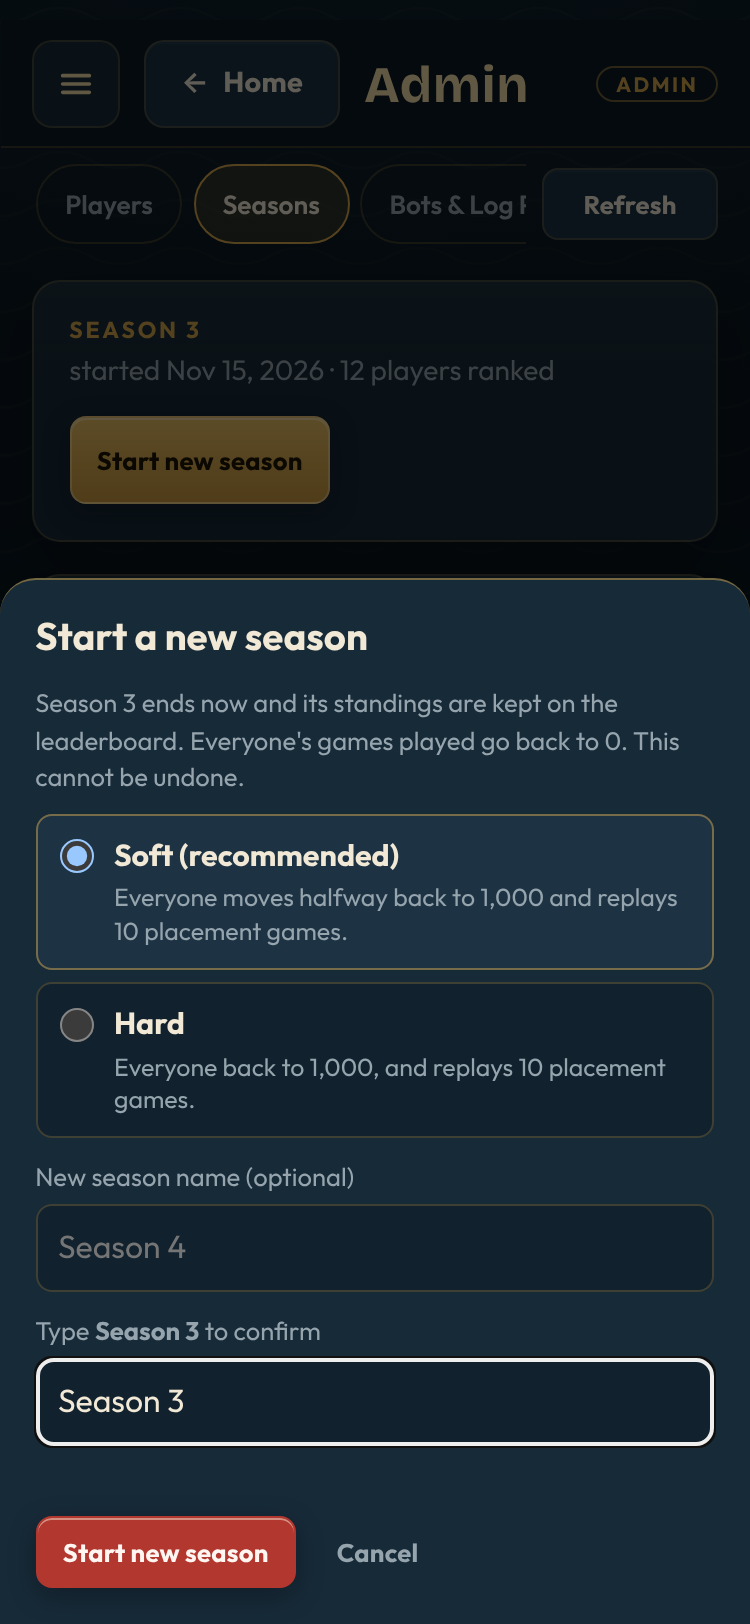 ← Home
Admin
ADMIN
Players
Seasons
Bots & Log
Refresh
SEASON 3
started Nov 15, 2026 · 12 players ranked
Start new season
Start a new season
Season 3 ends now and its standings are kept on the
leaderboard. Everyone's games played go back to 0. This
cannot be undone.
Soft (recommended)
Everyone moves halfway back to 1,000 and replays
10 placement games.
Hard
Everyone back to 1,000, and replays 10 placement
games.
New season name (optional)
Season 4
Type Season 3 to confirm
Season 3
Start new season
Cancel